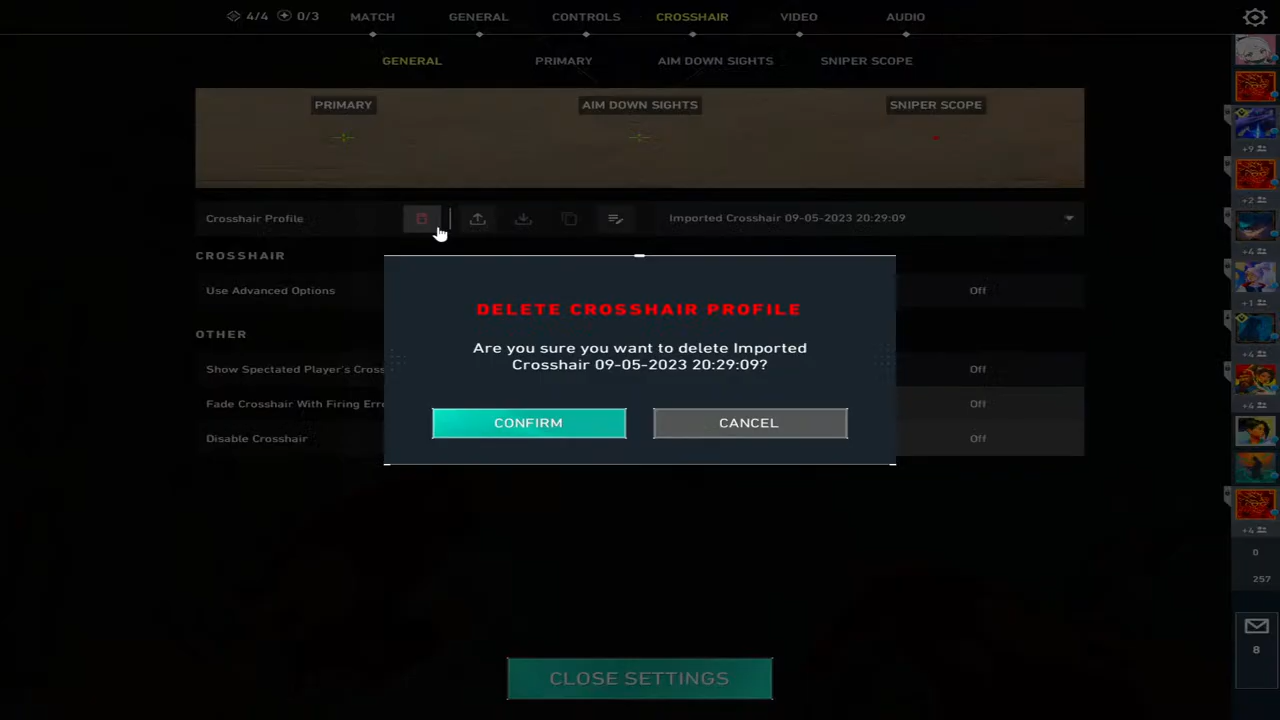 4/4 0/3 MATCH GENERAL CONTROLS CROSSHAIR VIDEO AUDIO
GENERAL PRIMARY AIM DOWN SIGHTS SNIPER SCOPE
PRIMARY AIM DOWN SIGHTS SNIPER SCOPE
Crosshair Profile Imported Crosshair 09-05-2023 20:29:09
CROSSHAIR
Use Advanced Options Off
OTHER
Show Spectated Player's Cross Off
Fade Crosshair With Firing Erro Off
Disable Crosshair Off
DELETE CROSSHAIR PROFILE
Are you sure you want to delete Imported
Crosshair 09-05-2023 20:29:09?
CONFIRM CANCEL
CLOSE SETTINGS
+9
+2
+4
+1
+4
+4
+4
0
257
8